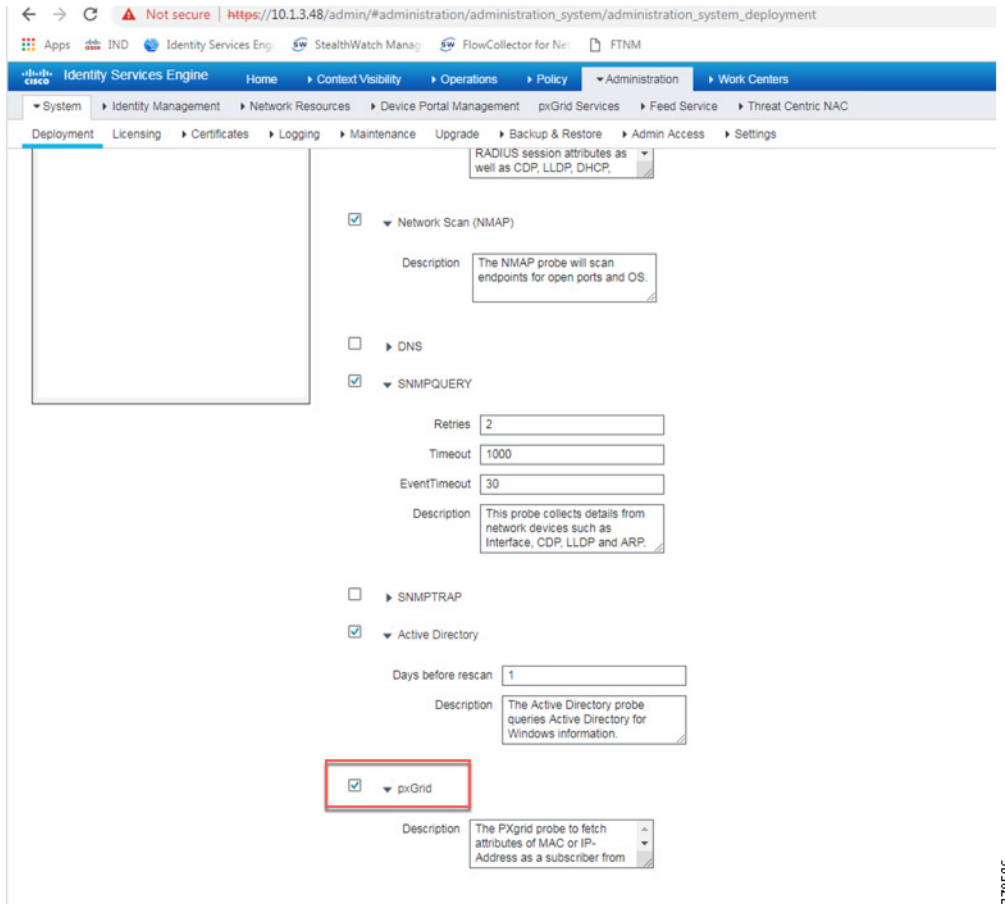 Not secure | https://10.1.3.48/admin/#administration/administration_system/administration_system_deployment
Apps IND Identity Services Eng StealthWatch Manag FlowCollector for Net FTNM
CISCO Identity Services Engine Home Context Visibility Operations Policy Administration Work Centers
System Identity Management Network Resources Device Portal Management pxGrid Services Feed Service Threat Centric NAC
Deployment Licensing Certificates Logging Maintenance Upgrade Backup & Restore Admin Access Settings
RADIUS session attributes as
well as CDP, LLDP, DHCP,
Network Scan (NMAP)
Description The NMAP probe will scan
endpoints for open ports and OS.
DNS
SNMPQUERY
Retries 2
Timeout 1000
EventTimeout 30
Description This probe collects details from
network devices such as
Interface, CDP, LLDP and ARP.
SNMPTRAP
Active Directory
Days before rescan 1
Description The Active Directory probe
queries Active Directory for
Windows information.
pxGrid
Description The PXgrid probe to fetch
attributes of MAC or IP-
Address as a subscriber from